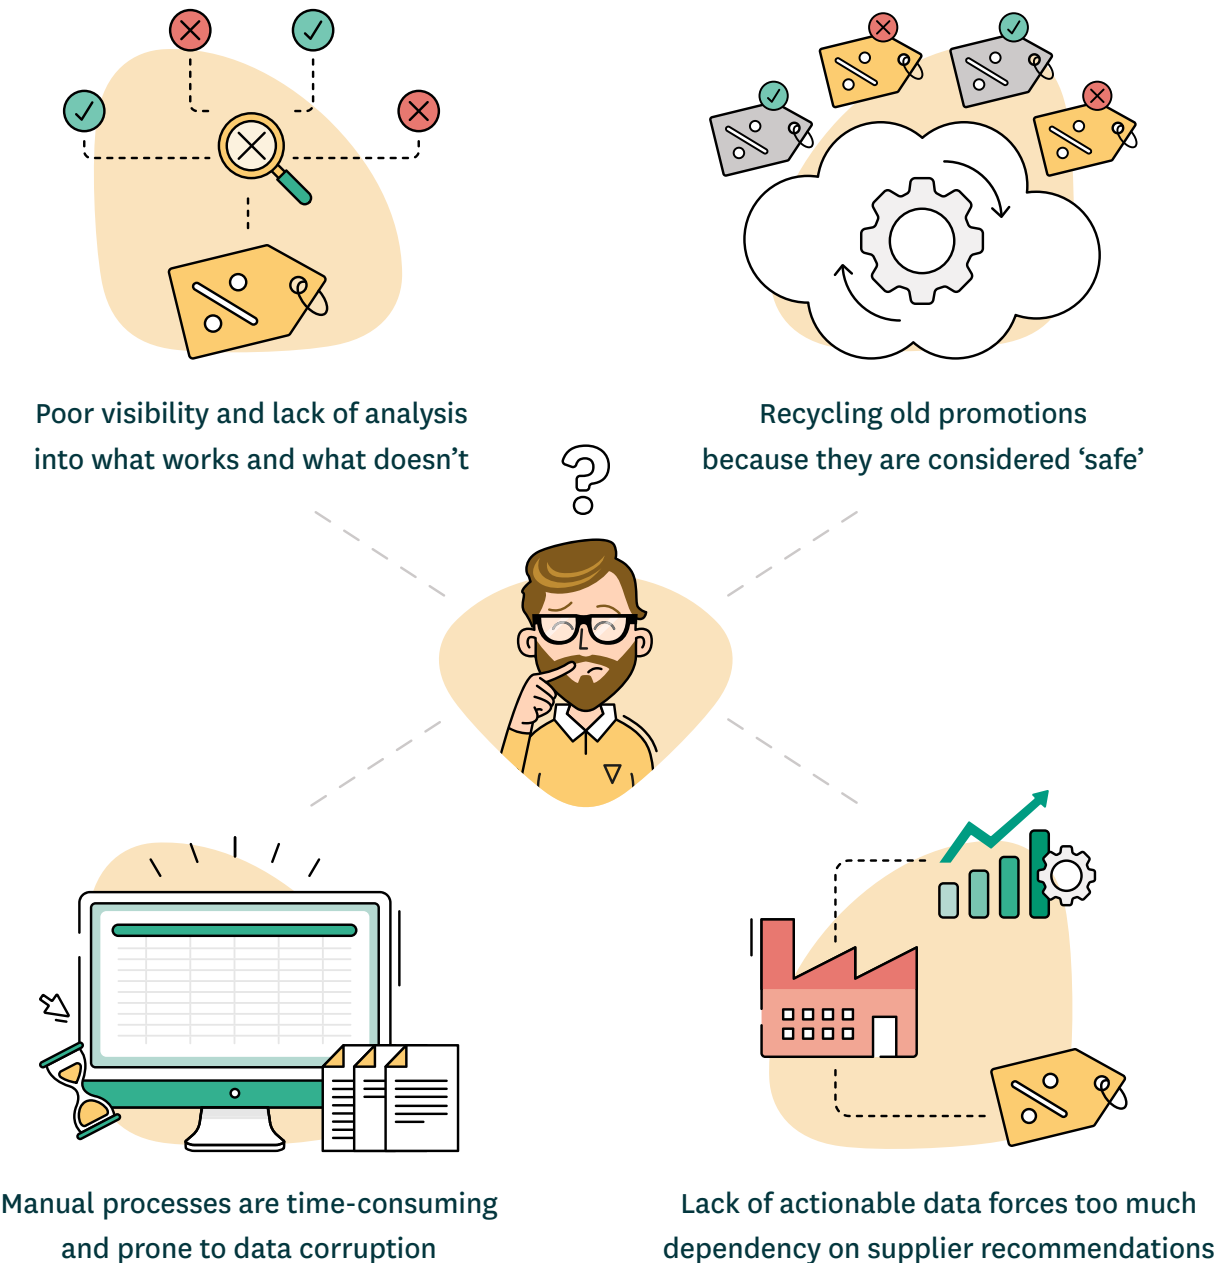 Poor visibility and lack of analysis
into what works and what doesn’t
Recycling old promotions
because they are considered ‘safe’
Manual processes are time-consuming
and prone to data corruption
Lack of actionable data forces too much
dependency on supplier recommendations